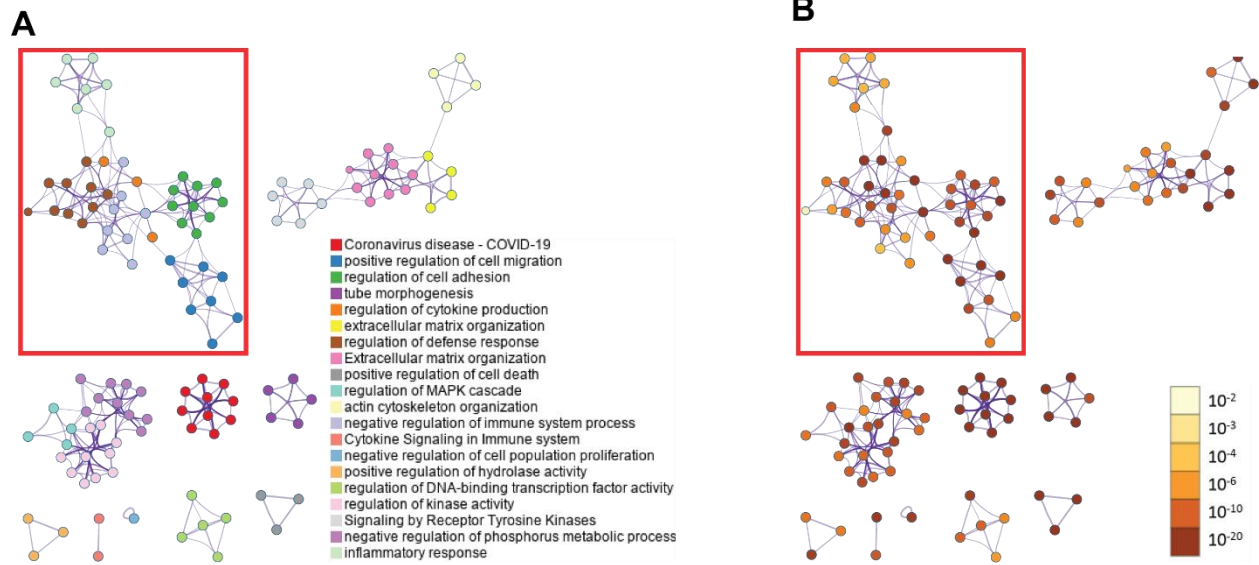 A
B
Coronavirus disease - COVID-19
positive regulation of cell migration
regulation of cell adhesion
tube morphogenesis
regulation of cytokine production
extracellular matrix organization
regulation of defense response
Extracellular matrix organization
positive regulation of cell death
regulation of MAPK cascade
actin cytoskeleton organization
negative regulation of immune system process
Cytokine Signaling in Immune system
negative regulation of cell population proliferation
positive regulation of hydrolase activity
regulation of DNA-binding transcription factor activity
regulation of kinase activity
Signaling by Receptor Tyrosine Kinases
negative regulation of phosphorus metabolic process
inflammatory response
10⁻²
10⁻³
10⁻⁴
10⁻⁶
10⁻¹⁰
10⁻²⁰